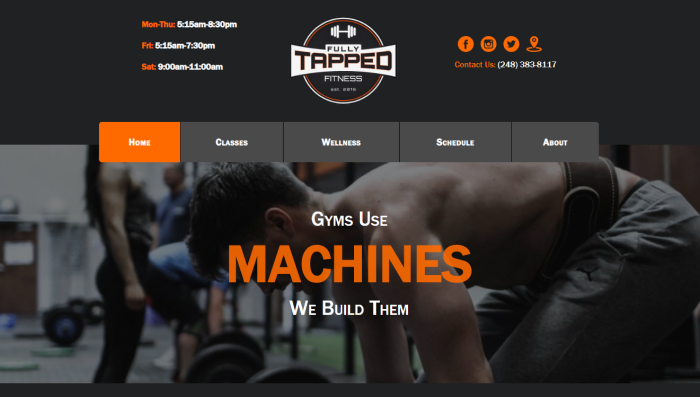 Mon-Thu: 5:15am-8:30pm
Fri: 5:15am-7:30pm
Sat: 9:00am-11:00am
FULLY
TAPPED
FITNESS
est. 2015
Contact Us: (248) 383-8117
Home Classes Wellness Schedule About
Gyms Use
MACHINES
We Build Them